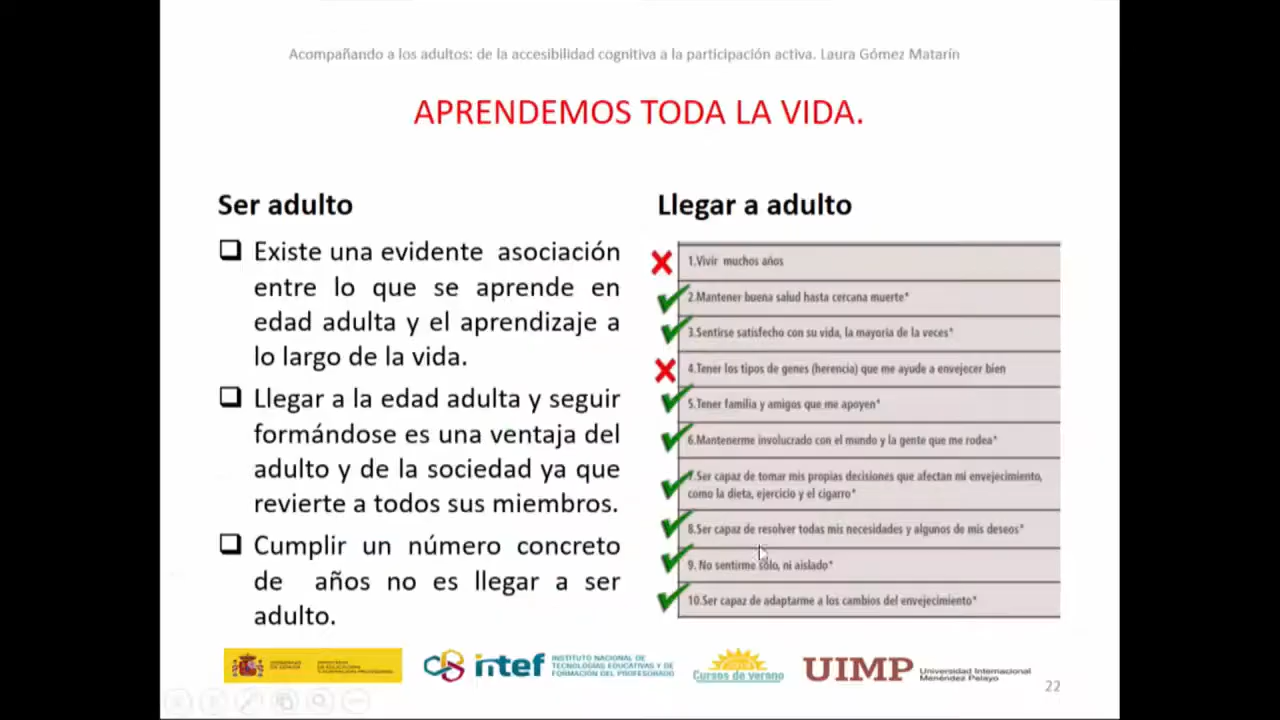 Acompañando a los adultos: de la accesibilidad cognitiva a la participación activa. Laura Gómez Matarín
APRENDEMOS TODA LA VIDA.
Ser adulto
Existe una evidente asociación
entre lo que se aprende en
edad adulta y el aprendizaje a
lo largo de la vida.
Llegar a la edad adulta y seguir
formándose es una ventaja del
adulto y de la sociedad ya que
revierte a todos sus miembros.
Cumplir un número concreto
de años no es llegar a ser
adulto.
Llegar a adulto
1.Vivir muchos años
2.Mantener buena salud hasta cercana muerte*
3.Sentirse satisfecho con su vida, la mayoria de la veces*
4.Tener los tipos de genes (herencia) que me ayude a envejecer bien
5.Tener familia y amigos que me apoyen*
6.Mantenerme involucrado con el mundo y la gente que me rodea*
7.Ser capaz de tomar mis propias decisiones que afectan mi envejecimiento,
como la dieta, ejercicio y el cigarro*
8.Ser capaz de resolver todas mis necesidades y algunos de mis deseos*
9. No sentirme solo, ni aislado*
10.Ser capaz de adaptarme a los cambios del envejecimiento*
intef
INSTITUTO NACIONAL DE
TECNOLOGÍAS EDUCATIVAS Y DE
FORMACIÓN DEL PROFESORADO
Cursos de verano
UIMP
Universidad Internacional
Menéndez Pelayo
22